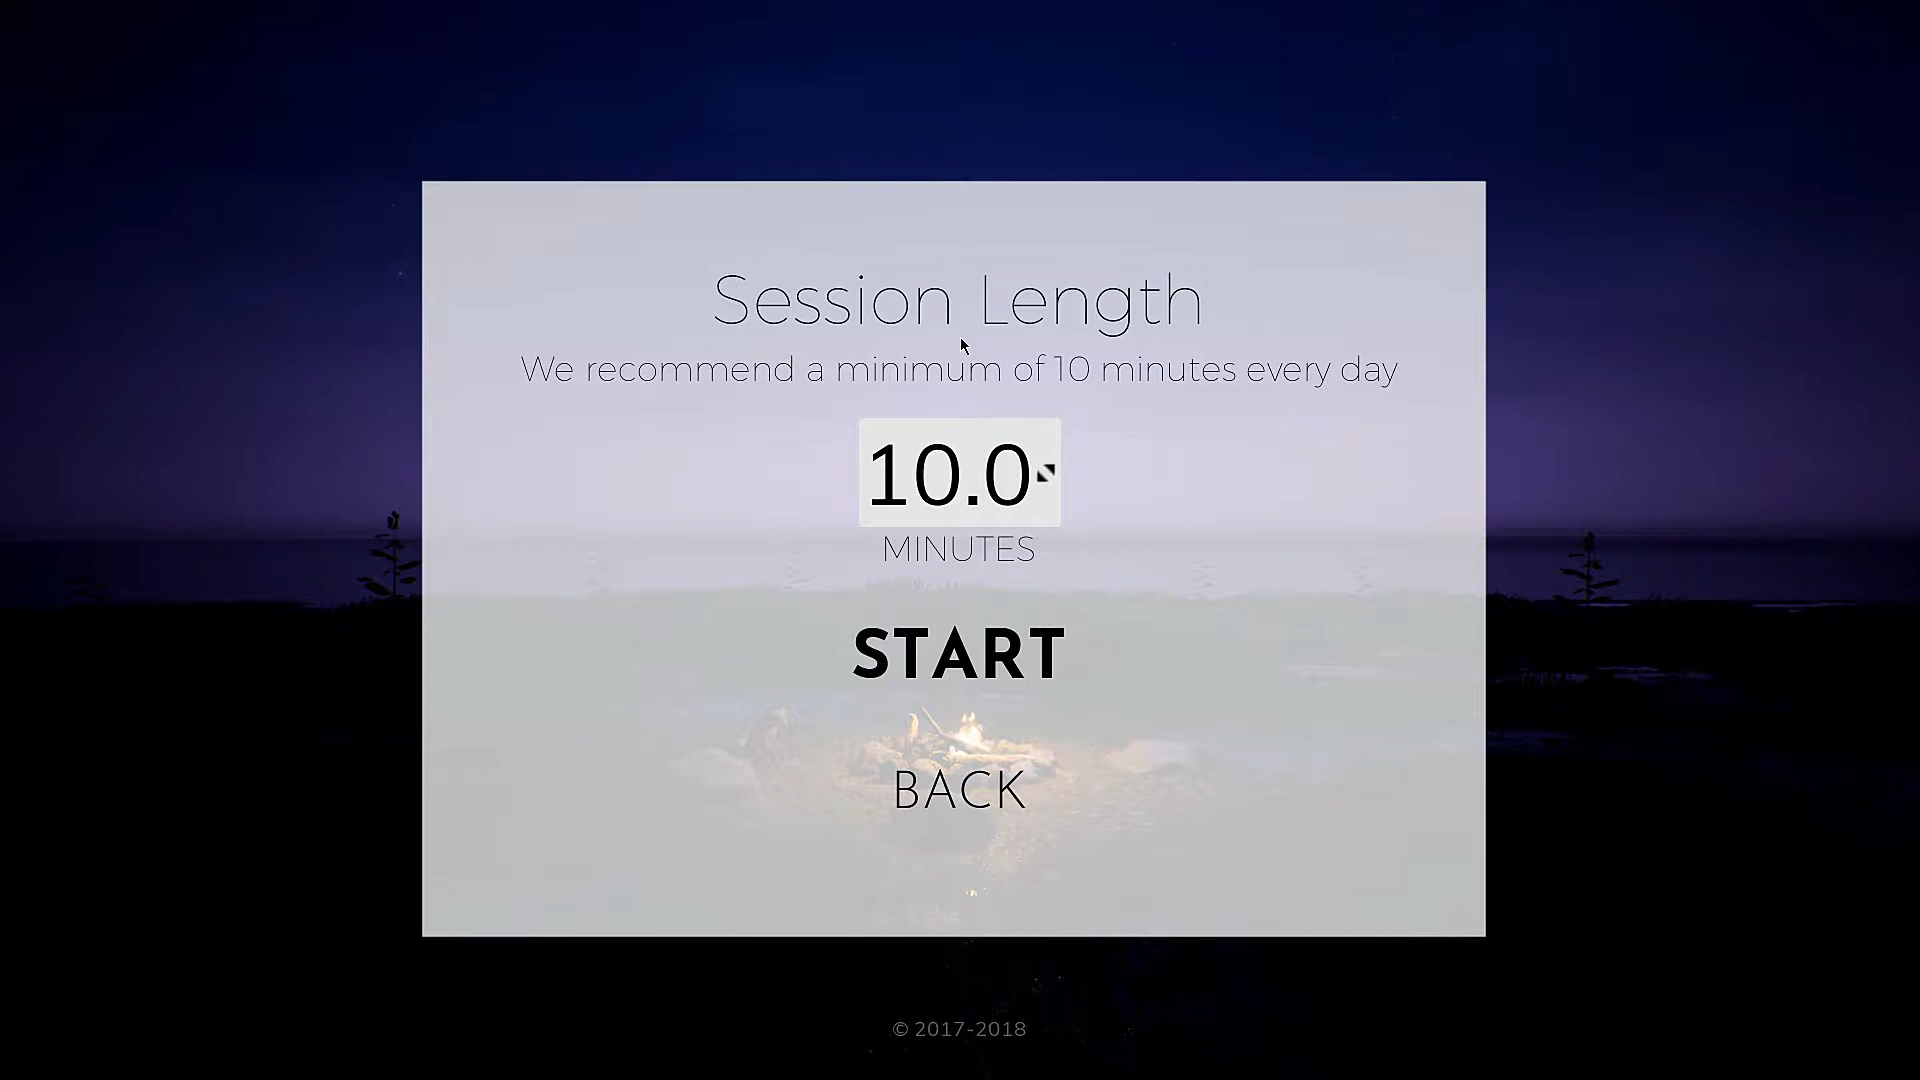 Session Length
We recommend a minimum of 10 minutes every day
10.0
MINUTES
START
BACK
© 2017-2018